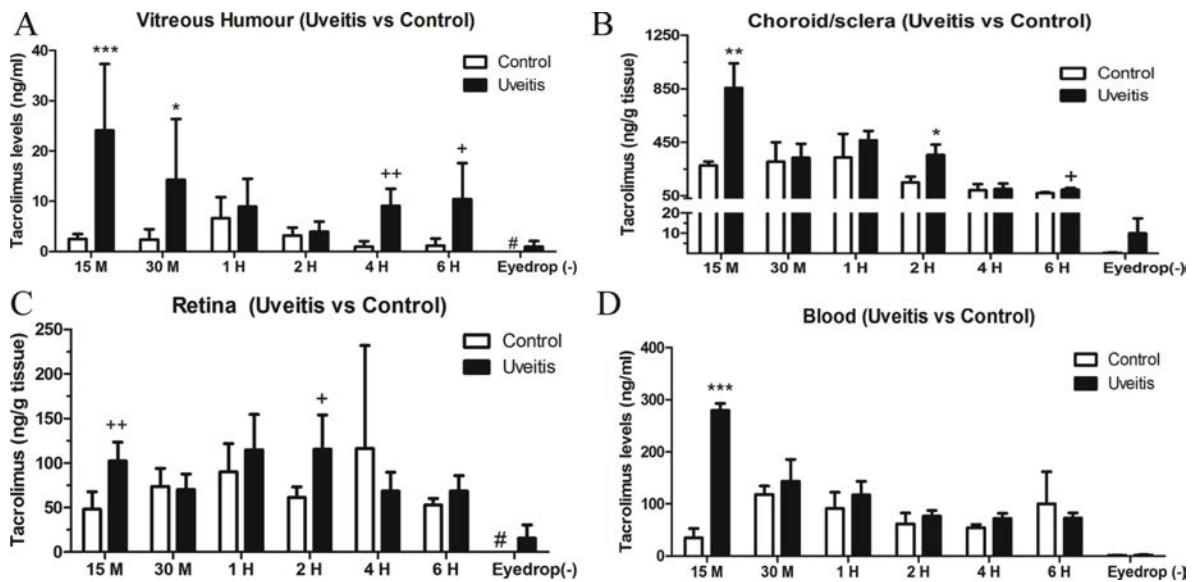 A
Vitreous Humour (Uveitis vs Control)
Tacrolimus levels (ng/ml)
40
30
20
10
0
***
*
++
+
#
Control
Uveitis
15 M 30 M 1 H 2 H 4 H 6 H Eyedrop (-)
B
Choroid/sclera (Uveitis vs Control)
Tacrolimus (ng/g tissue)
1250
850
450
50
20
10
0
**
*
+
Control
Uveitis
15 M 30 M 1 H 2 H 4 H 6 H Eyedrop(-)
C
Retina (Uveitis vs Control)
Tacrolimus (ng/g tissue)
250
200
150
100
50
0
++
+
#
Control
Uveitis
15 M 30 M 1 H 2 H 4 H 6 H Eyedrop(-)
D
Blood (Uveitis vs Control)
Tacrolimus levels (ng/ml)
400
300
200
100
0
***
Control
Uveitis
15 M 30 M 1 H 2 H 4 H 6 H Eyedrop (-)